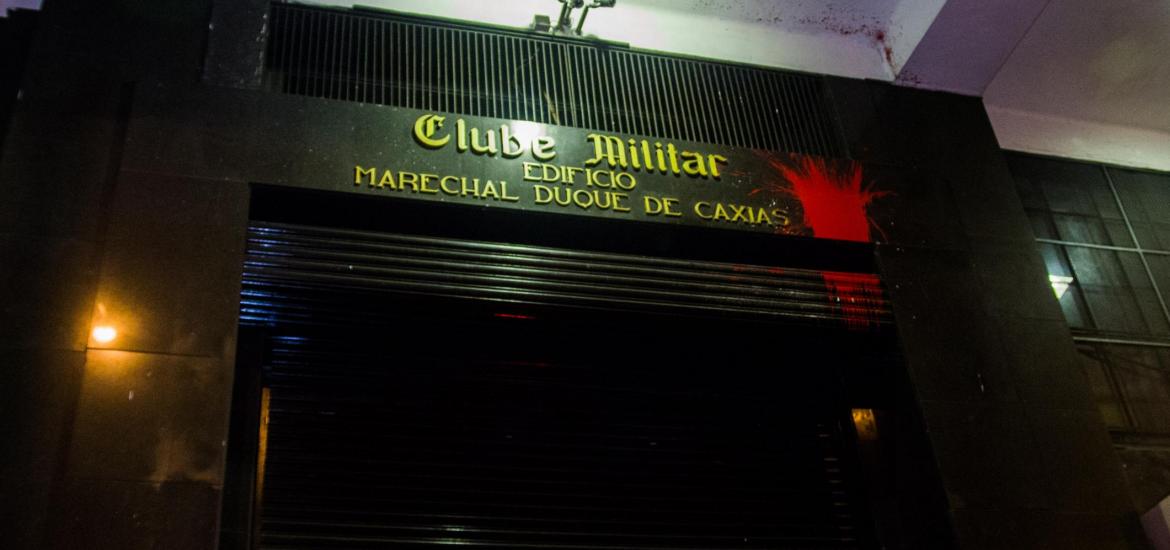 Clube Militar
EDIFICIO
MARECHAL DUQUE DE CAXIAS